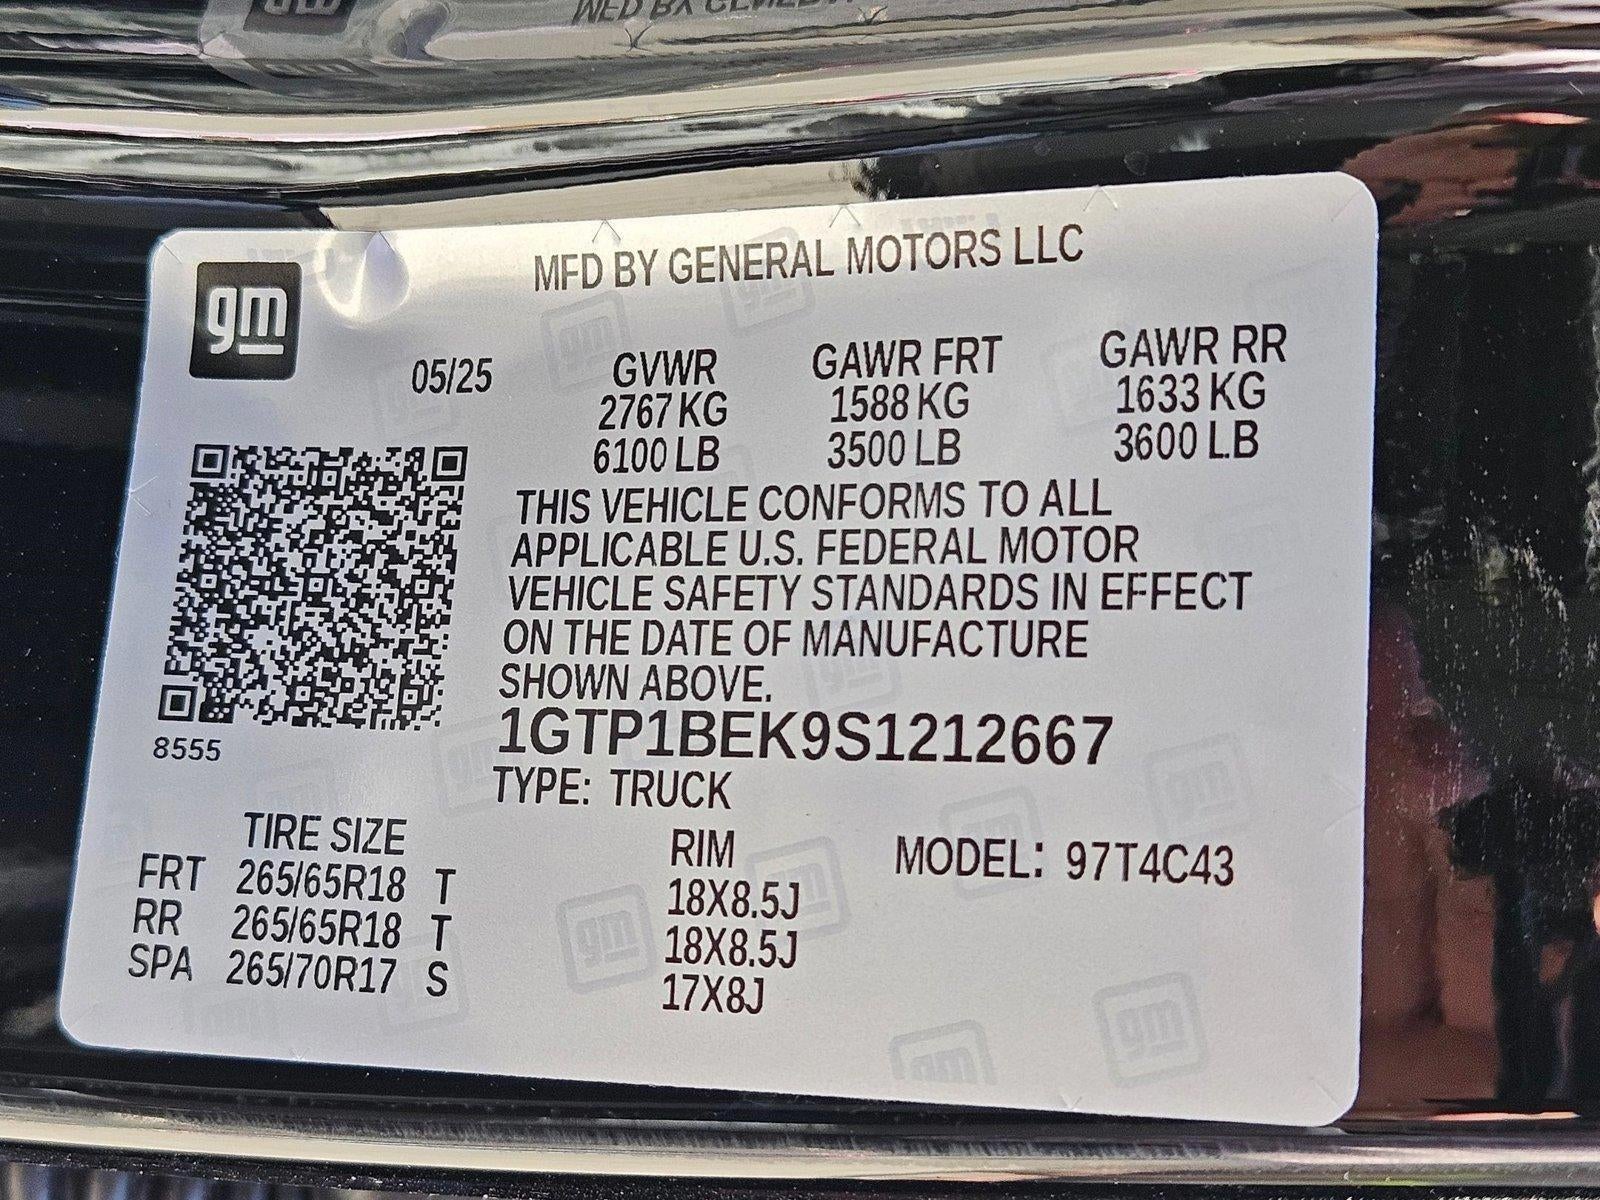 gm
MFD BY GENERAL MOTORS LLC
05/25 GVWR GAWR FRT GAWR RR
2767 KG 1588 KG 1633 KG
6100 LB 3500 LB 3600 LB
THIS VEHICLE CONFORMS TO ALL
APPLICABLE U.S. FEDERAL MOTOR
VEHICLE SAFETY STANDARDS IN EFFECT
ON THE DATE OF MANUFACTURE
SHOWN ABOVE.
8555
1GTP1BEK9S1212667
TYPE: TRUCK
TIRE SIZE RIM MODEL: 97T4C43
FRT 265/65R18 T 18X8.5J
RR 265/65R18 T 18X8.5J
SPA 265/70R17 S 17X8J